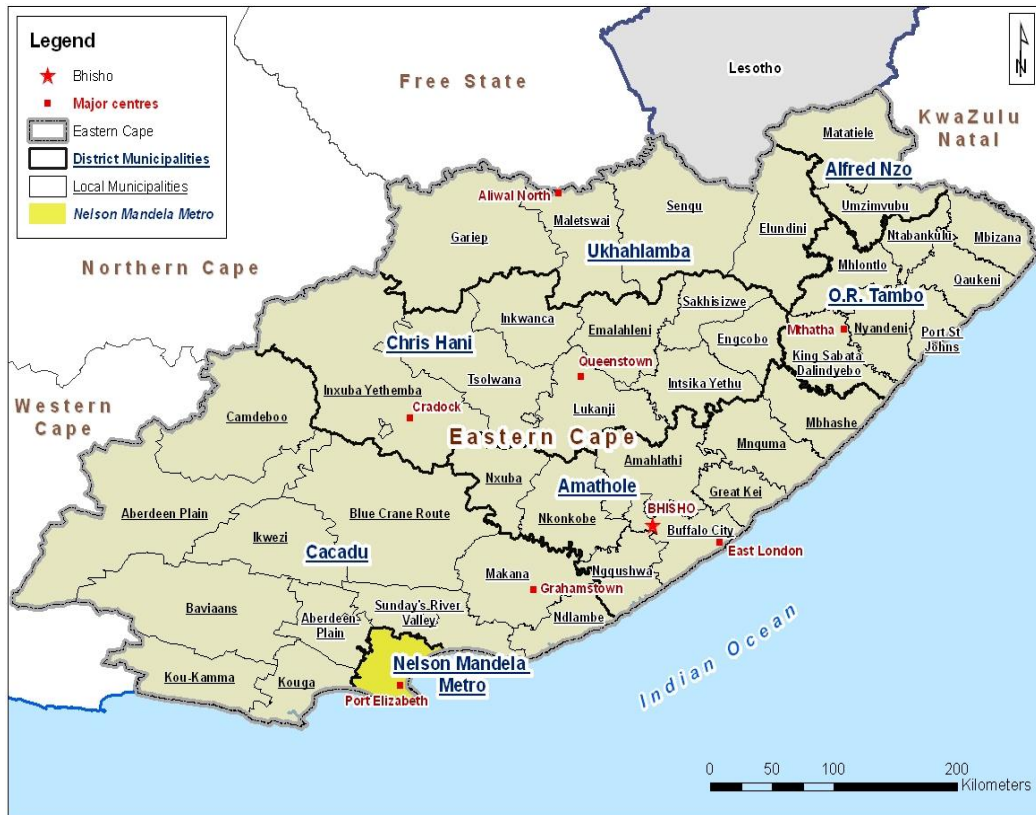 Legend
Bhisho
Major centres
Eastern Cape
District Municipalities
Local Municipalities
Nelson Mandela Metro
N
Free State
Lesotho
KwaZulu
Natal
Northern Cape
Western
Cape
Matatiele
Alfred Nzo
Umzimvubu
Aliwal North
Maletswai
Senqu
Elundini
Gariep
Ukhahlamba
Ntabankulu
Mbizana
Mhlontlo
Qaukeni
O.R. Tambo
Sakhisizwe
Inkwanca
Emalahleni
Engcobo
Mthatha
Nyandeni
Port St
Johns
King Sabata
Dalindyebo
Chris Hani
Queenstown
Tsolwana
Intsika Yethu
Inxuba Yethemba
Cradock
Lukanji
Camdeboo
Eastern Cape
Mbhashe
Mnquma
Amahlathi
Nxuba
Amathole
Great Kei
Nkonkobe
BHISHO
Buffalo City
East London
Aberdeen Plain
Blue Crane Route
Ikwezi
Cacadu
Makana
Ngqushwa
Grahamstown
Ndlambe
Baviaans
Aberdeen
Plain
Sunday's River
Valley
Kou-Kamma
Kouga
Nelson Mandela
Metro
Port Elizabeth
Indian Ocean
0 50 100 200
Kilometers